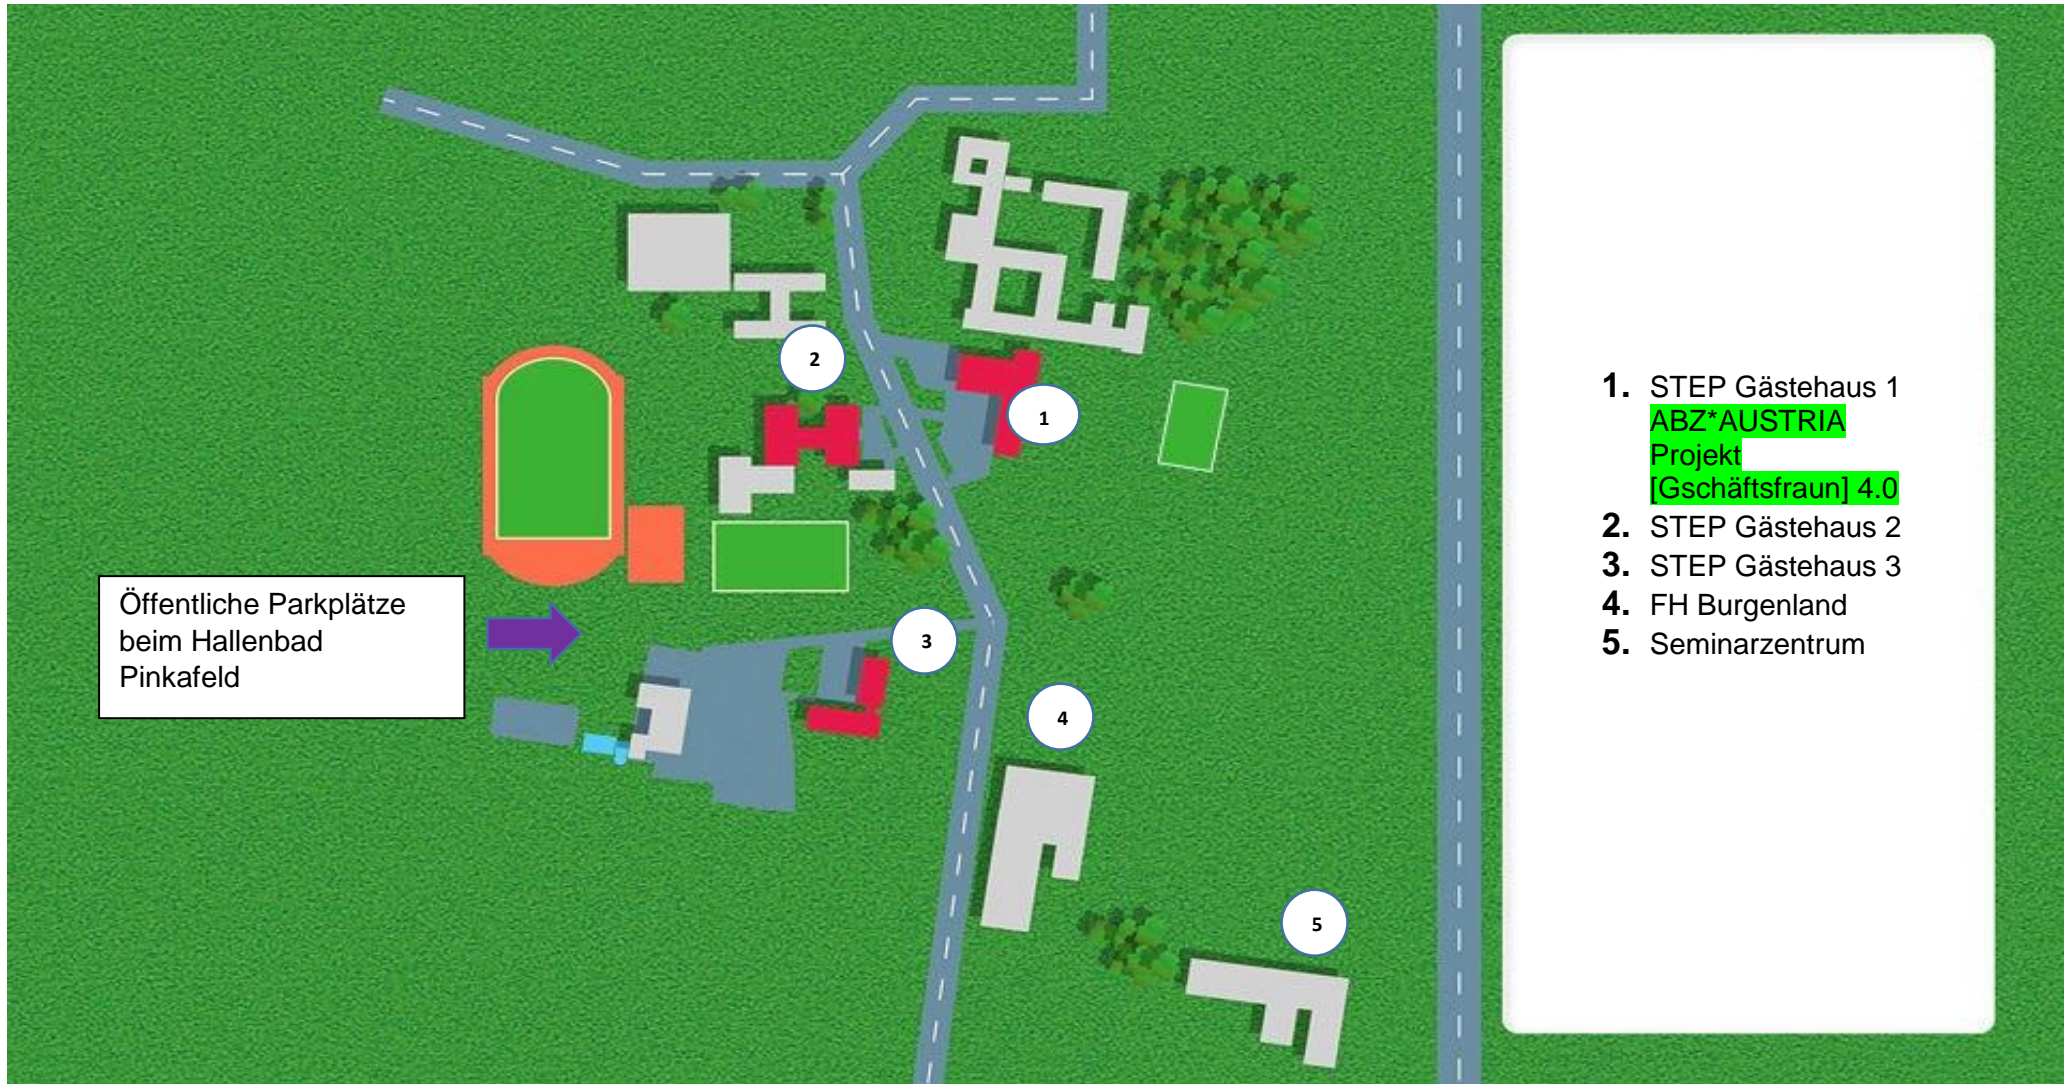 2
1
Öffentliche Parkplätze
beim Hallenbad
Pinkafeld
3
4
5
1. STEP Gästehaus 1
ABZ*AUSTRIA
Projekt
[Gschäftsfraun] 4.0
2. STEP Gästehaus 2
3. STEP Gästehaus 3
4. FH Burgenland
5. Seminarzentrum